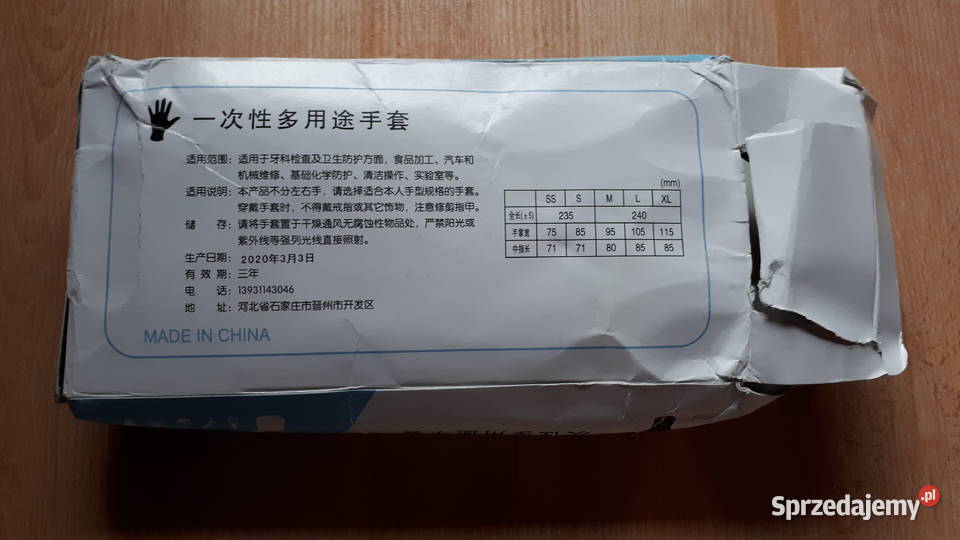 一次性多用途手套
适用范围：适用于牙科检查及卫生防护方面，食品加工、汽车和
机械维修、基础化学防护、清洁操作、实验室等。
适用说明：本产品不分左右手，请选择适合本人手型规格的手套。
穿戴手套时，不得戴戒指或其它饰物，注意修剪指甲。
储 存：请将手套置于干燥通风无腐蚀性物品处，严禁阳光或
紫外线等强列光线直接照射。
生产日期：2020年3月3日
有 效 期：三年
电 话：13931143046
地 址：河北省石家庄市晋州市开发区
MADE IN CHINA
(mm)
SS S M L XL
全长(±5) 235 240
手掌宽 75 85 95 105 115
中指长 71 71 80 85 85
Sprzedajemy.pl